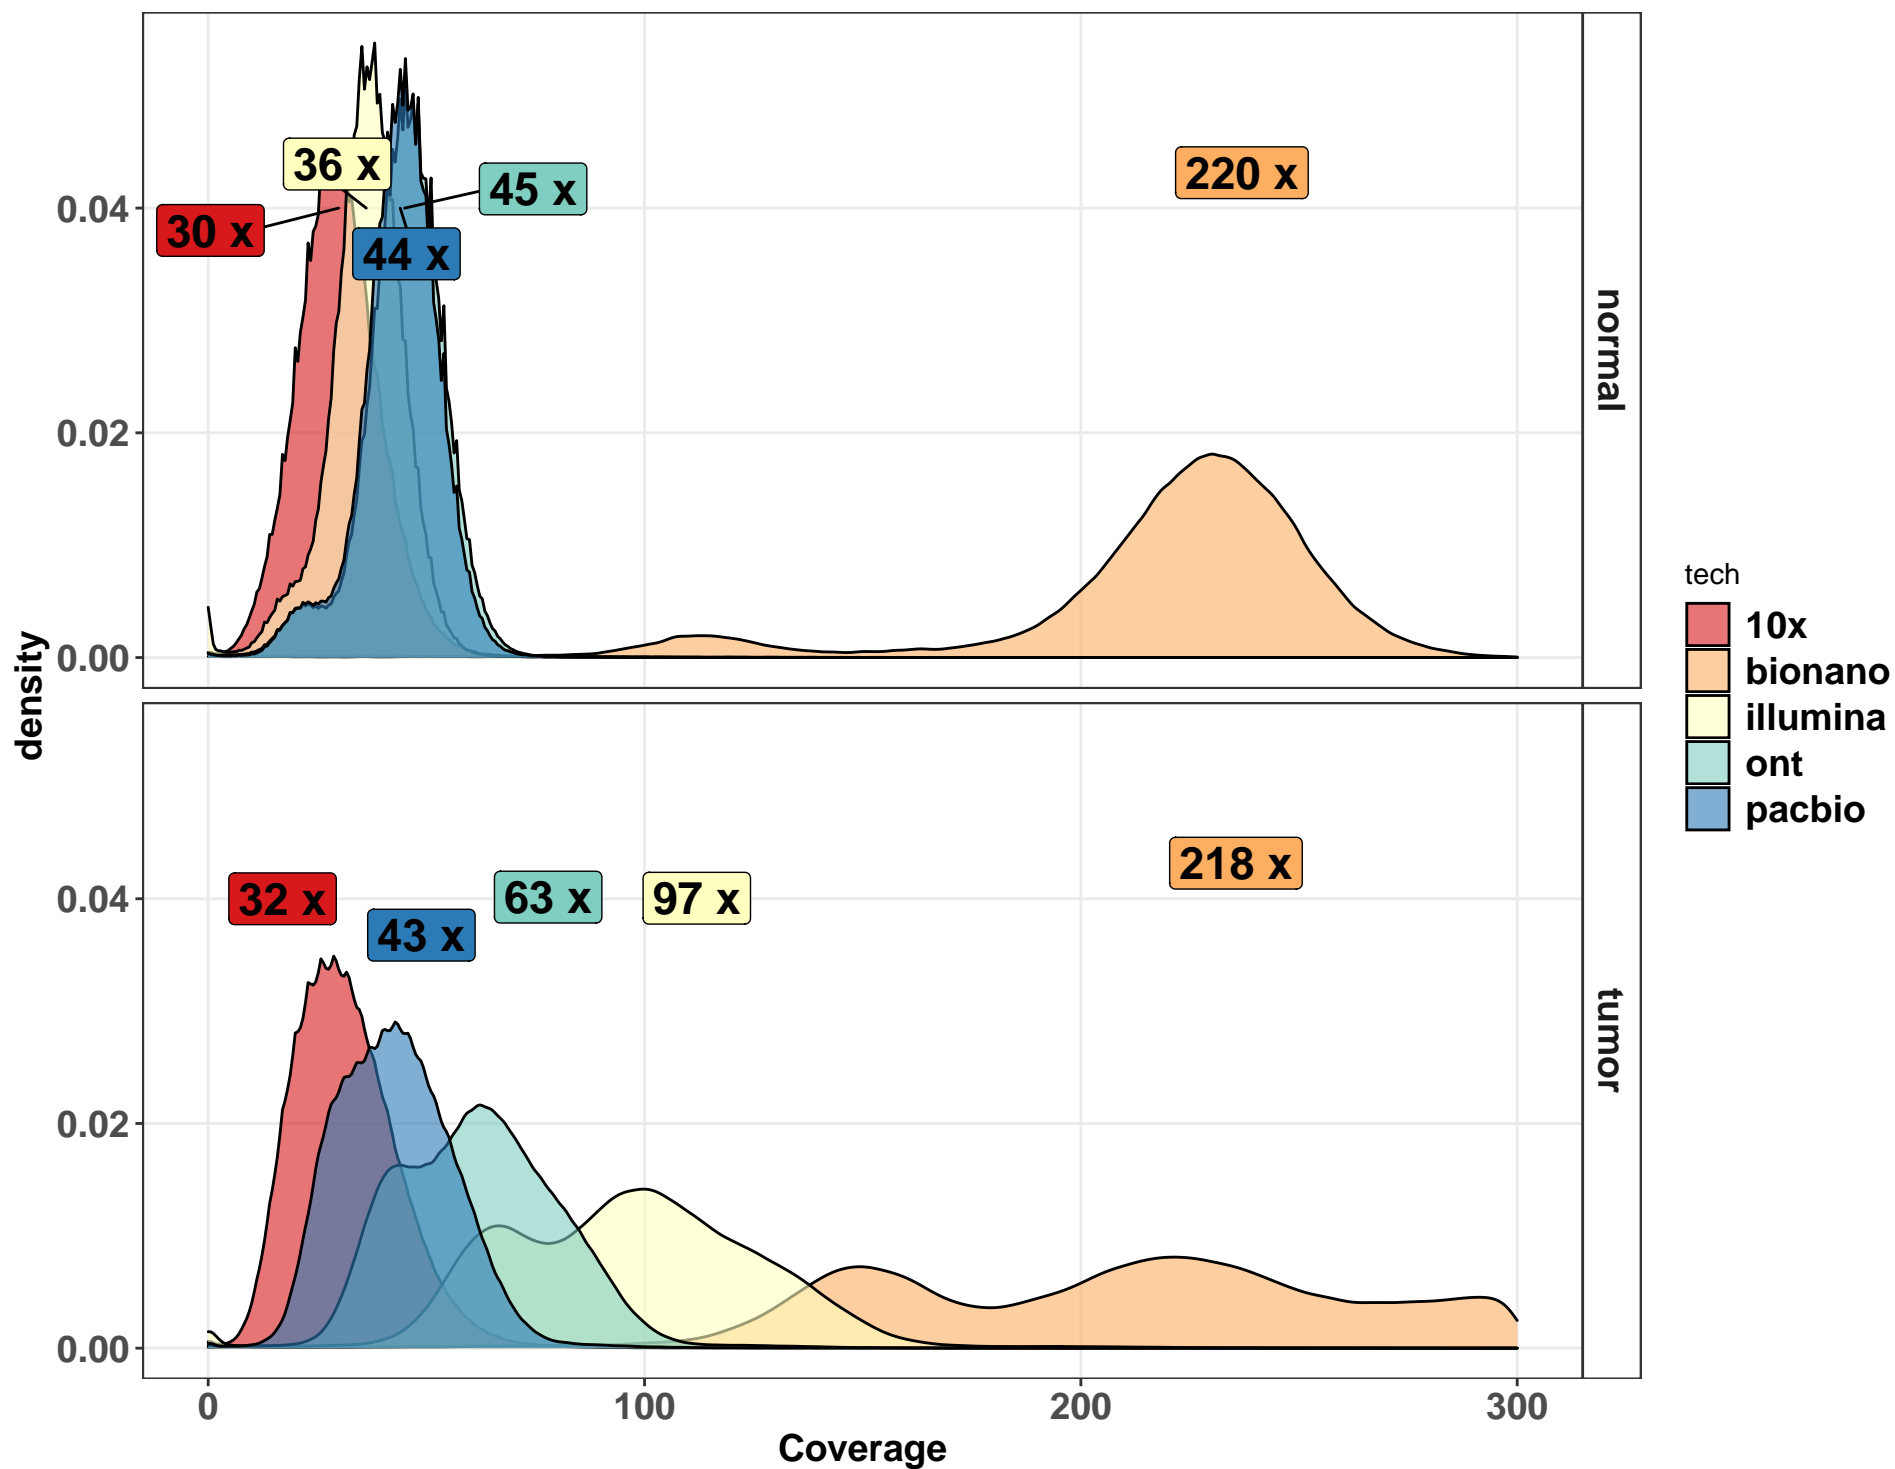 density
0.04
0.02
0.00
36 x
45 x
220 x
30 x
44 x
normal
0.04
0.02
0.00
32 x
43 x
63 x
97 x
218 x
tumor
0
100
200
300
Coverage
tech
10x
bionano
illumina
ont
pacbio